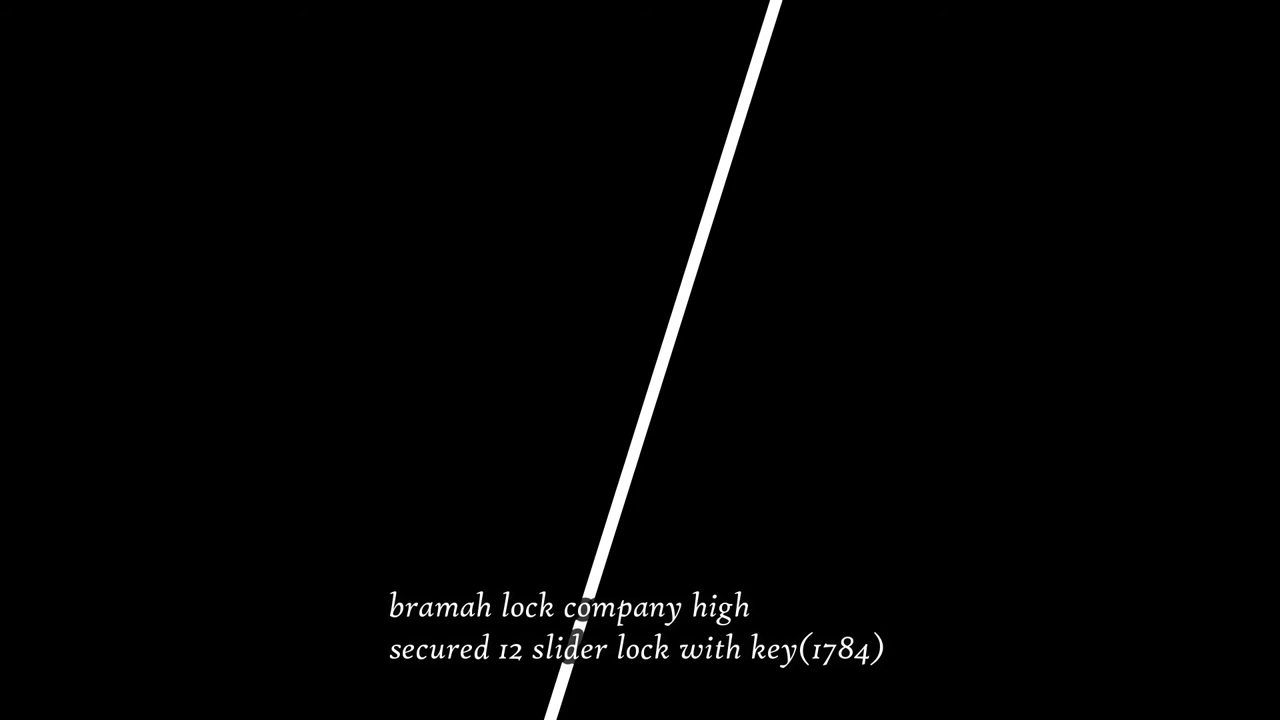 bramah lock company high
secured 12 slider lock with key(1784)